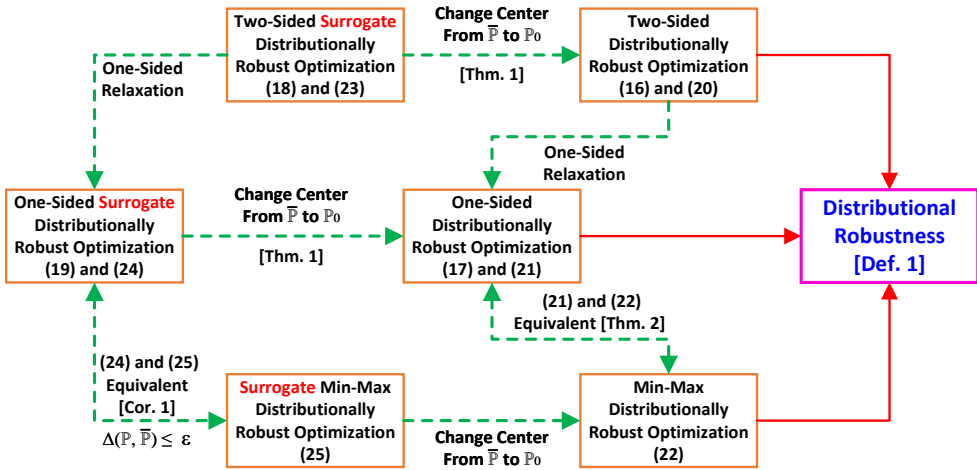 Two-Sided Surrogate
Distributionally
Robust Optimization
(18) and (23)
Change Center
From P̅ to ℙ₀
[Thm. 1]
Two-Sided
Distributionally
Robust Optimization
(16) and (20)
One-Sided
Relaxation
One-Sided
Relaxation
One-Sided Surrogate
Distributionally
Robust Optimization
(19) and (24)
Change Center
From P̅ to ℙ₀
[Thm. 1]
One-Sided
Distributionally
Robust Optimization
(17) and (21)
Distributional
Robustness
[Def. 1]
(21) and (22)
Equivalent [Thm. 2]
(24) and (25)
Equivalent
[Cor. 1]
Δ(ℙ, P̅) ≤ ε
Surrogate Min-Max
Distributionally
Robust Optimization
(25)
Change Center
From P̅ to ℙ₀
Min-Max
Distributionally
Robust Optimization
(22)